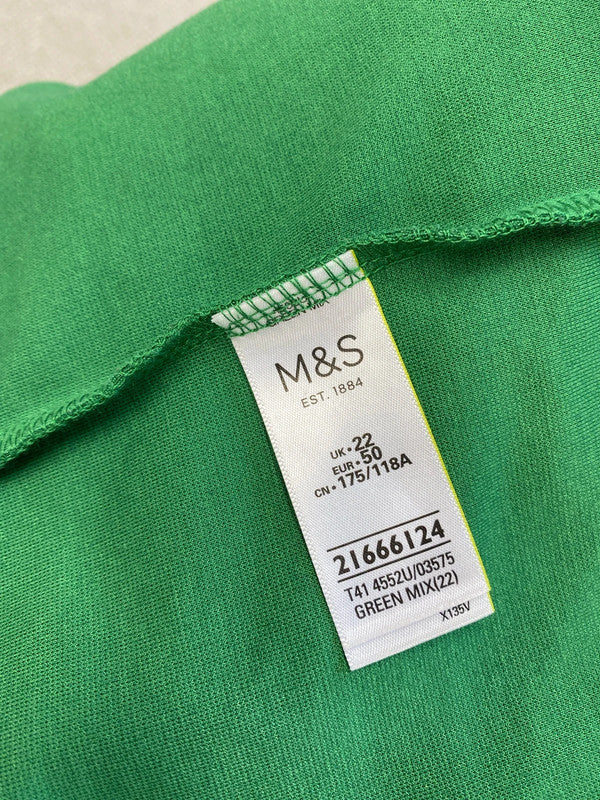 M&S
EST. 1884
UK•22
EUR•50
CN•175/118A
21666124
T41 4552U/03575
GREEN MIX(22)
X135V